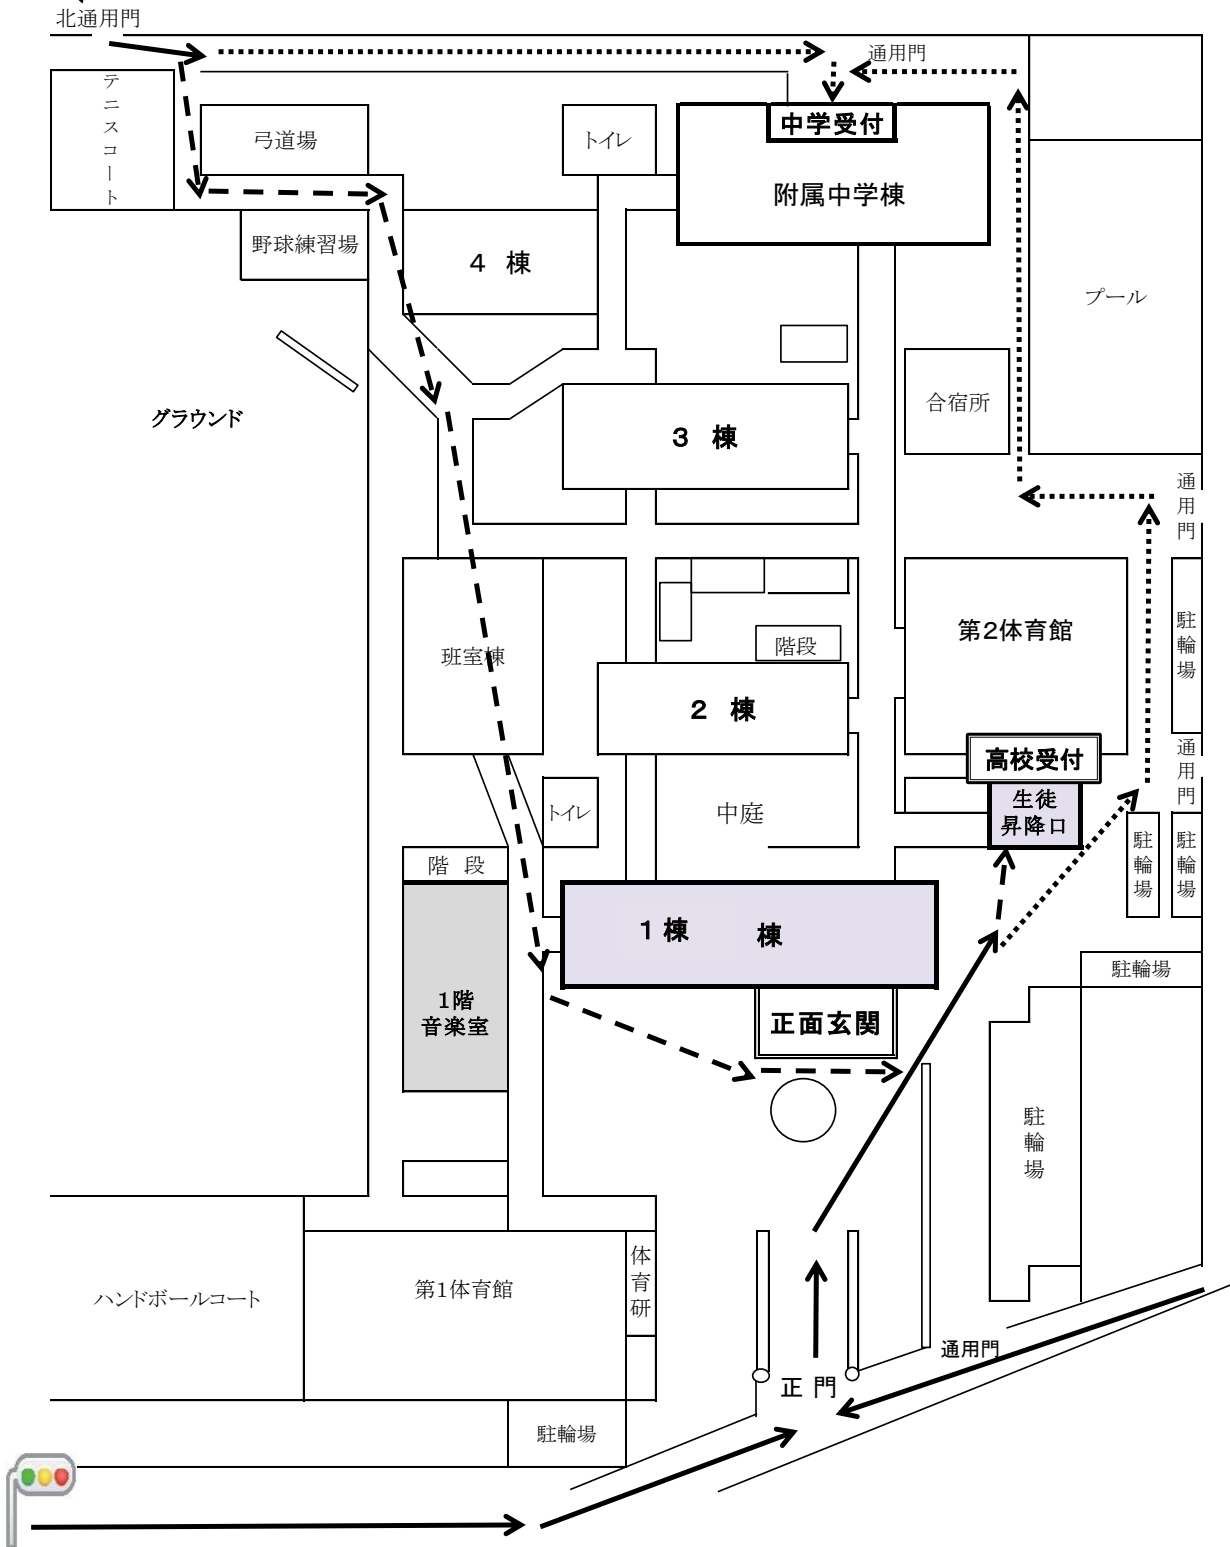 北通用門
通用門
テニスコート
弓道場
トイレ
中学受付
附属中学棟
野球練習場
４ 棟
プール
合宿所
グラウンド
３ 棟
通用門
第2体育館
駐輪場
階段
班室棟
２ 棟
高校受付
通用門
生徒
昇降口
トイレ
中庭
駐輪場
駐輪場
階 段
１棟
棟
駐輪場
1階
音楽室
正面玄関
駐輪場
体育研
第1体育館
ハンドボールコート
通用門
正 門
駐輪場